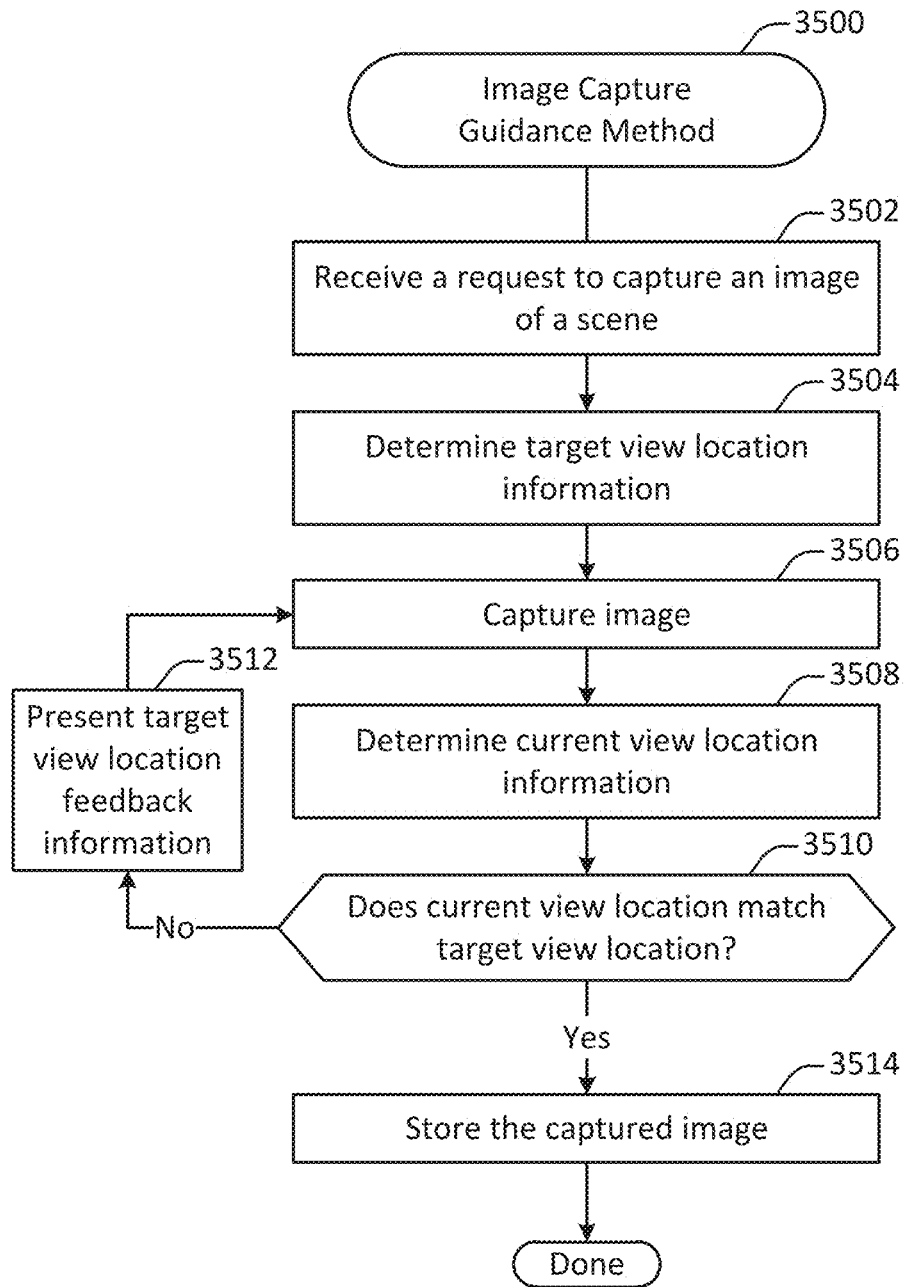 3500
Image Capture
Guidance Method
3502
Receive a request to capture an image
of a scene
3504
Determine target view location
information
3506
Capture image
3512
Present target
view location
feedback
information
3508
Determine current view location
information
3510
Does current view location match
target view location?
No
Yes
3514
Store the captured image
Done